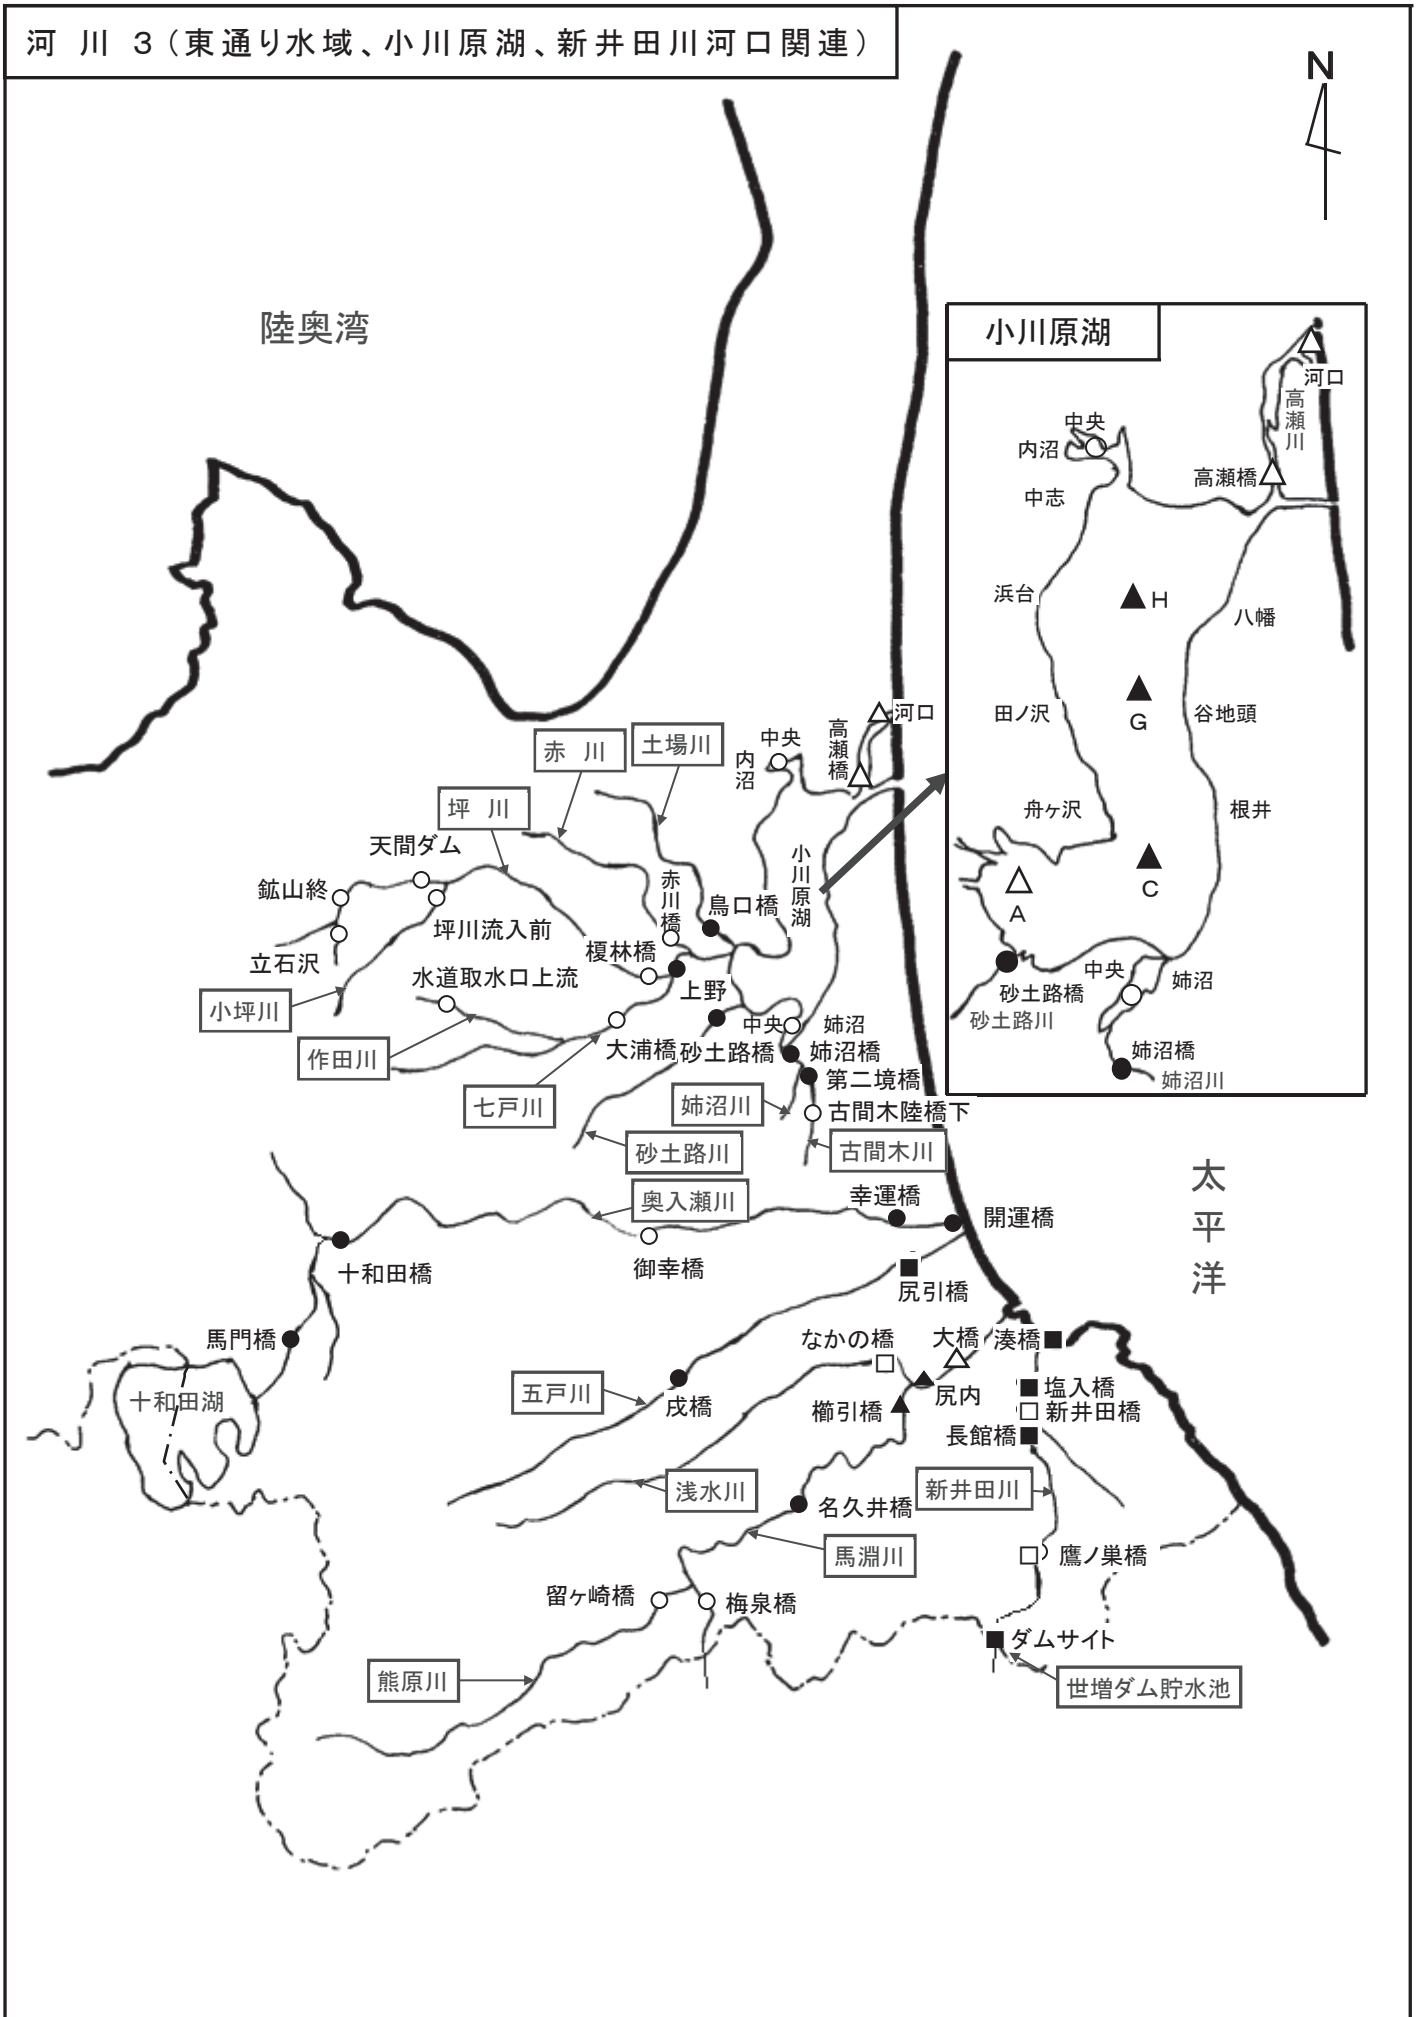 河川 3（東通り水域、小川原湖、新井田川河口関連）
N
陸奥湾
小川原湖
河口
高瀬川
中央
内沼
高瀬橋
中志
浜台
H
八幡
田ノ沢
G
谷地頭
舟ヶ沢
根井
C
A
中央
姉沼
砂土路橋
砂土路川
姉沼橋
姉沼川
河口
高瀬橋
中央
内沼
赤川
土場川
坪川
天間ダム
小川原湖
赤川橋
鉱山終
鳥口橋
坪川流入前
榎林橋
立石沢
水道取水口上流
上野
小坪川
中央
姉沼
作田川
大浦橋
砂土路橋
姉沼橋
第二境橋
七戸川
姉沼川
古間木陸橋下
砂土路川
古間木川
太平洋
奥入瀬川
幸運橋
開運橋
十和田橋
御幸橋
尻引橋
馬門橋
なかの橋
大橋
湊橋
十和田湖
五戸川
戌橋
尻内
塩入橋
櫛引橋
新井田橋
長館橋
浅水川
新井田川
名久井橋
馬淵川
鷹ノ巣橋
留ヶ崎橋
梅泉橋
ダムサイト
熊原川
世増ダム貯水池